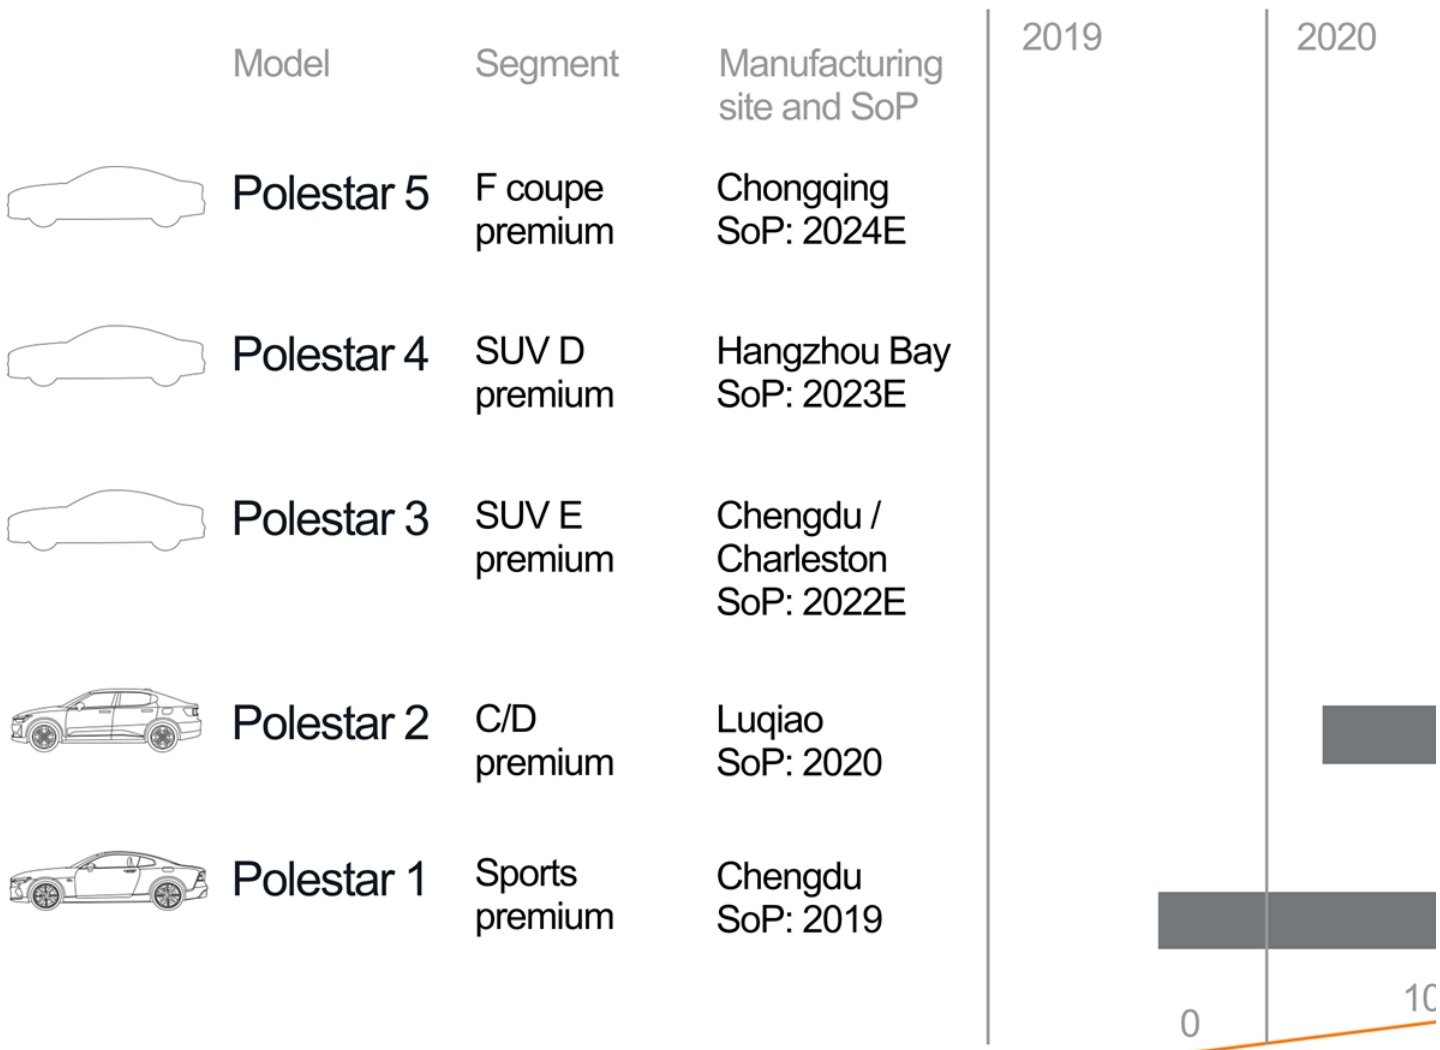 Model
Segment
Manufacturing
site and SoP
2019
2020
Polestar 5
F coupe
premium
Chongqing
SoP: 2024E
Polestar 4
SUV D
premium
Hangzhou Bay
SoP: 2023E
Polestar 3
SUV E
premium
Chengdu /
Charleston
SoP: 2022E
Polestar 2
C/D
premium
Luqiao
SoP: 2020
Polestar 1
Sports
premium
Chengdu
SoP: 2019
0